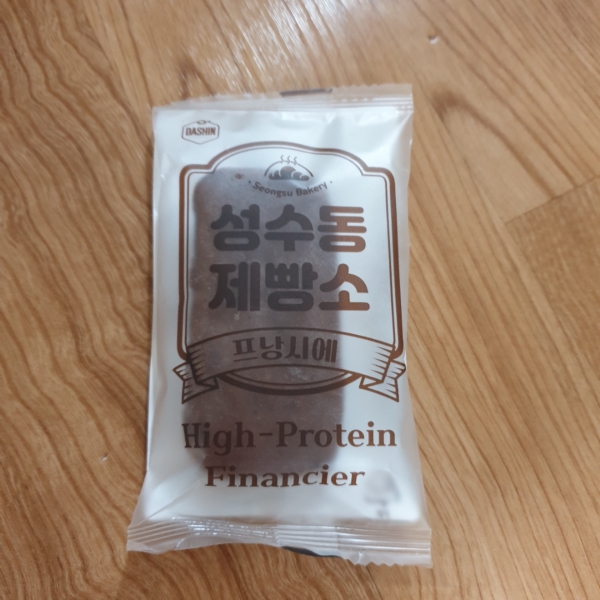 DASHIN
· Seongsu Bakery ·
성수동
제빵소
프낭시에
High-Protein
Financier